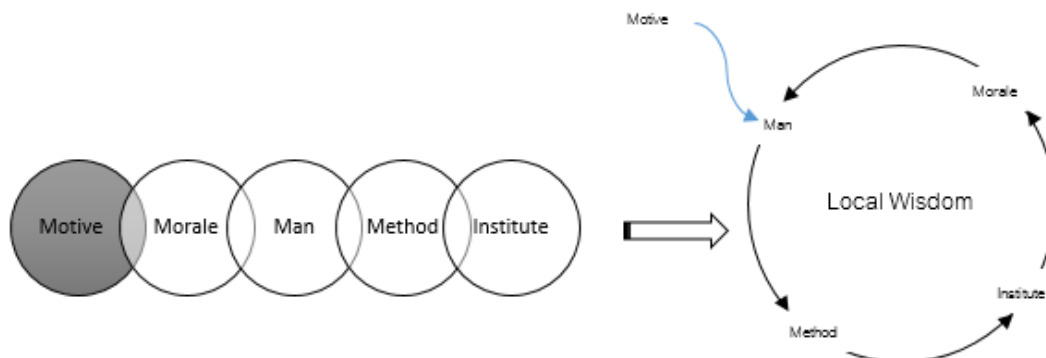 Motive
Morale
Man
Method
Institute
Motive
Morale
Man
Local Wisdom
Institute
Method